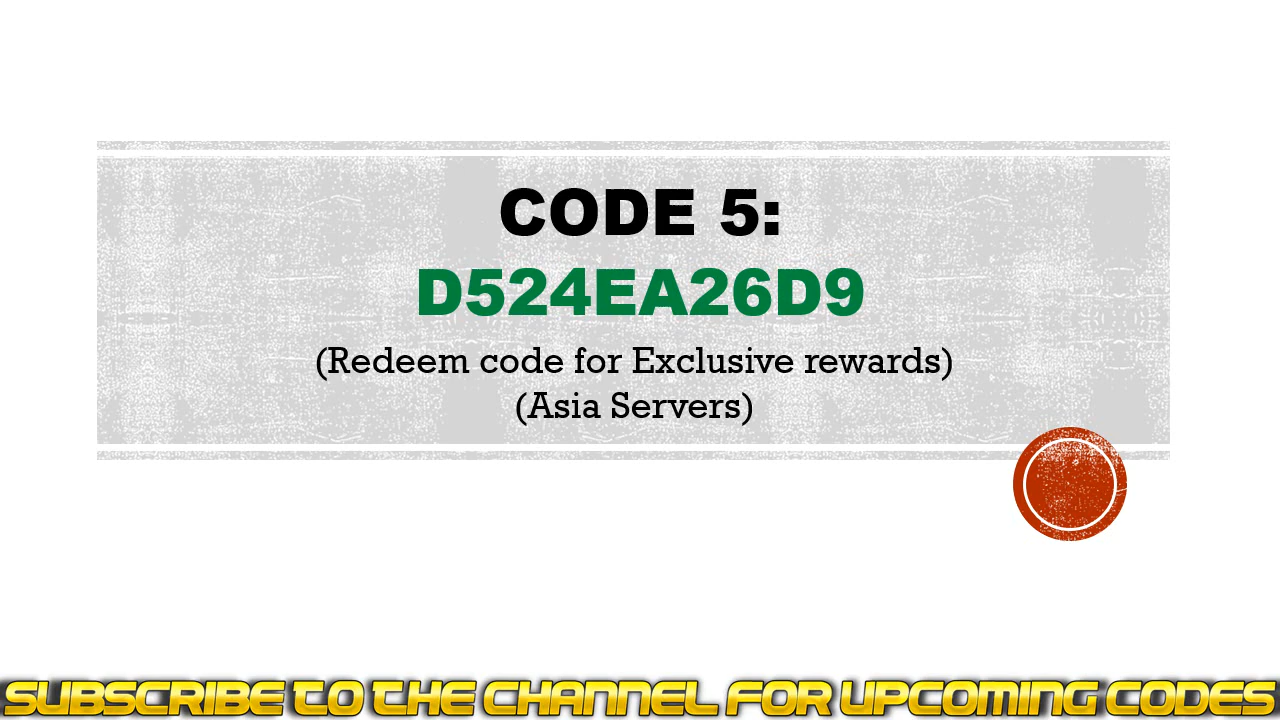 CODE 5:
D524EA26D9
(Redeem code for Exclusive rewards)
(Asia Servers)
SUBSCRIBE TO THE CHANNEL FOR UPCOMING CODES